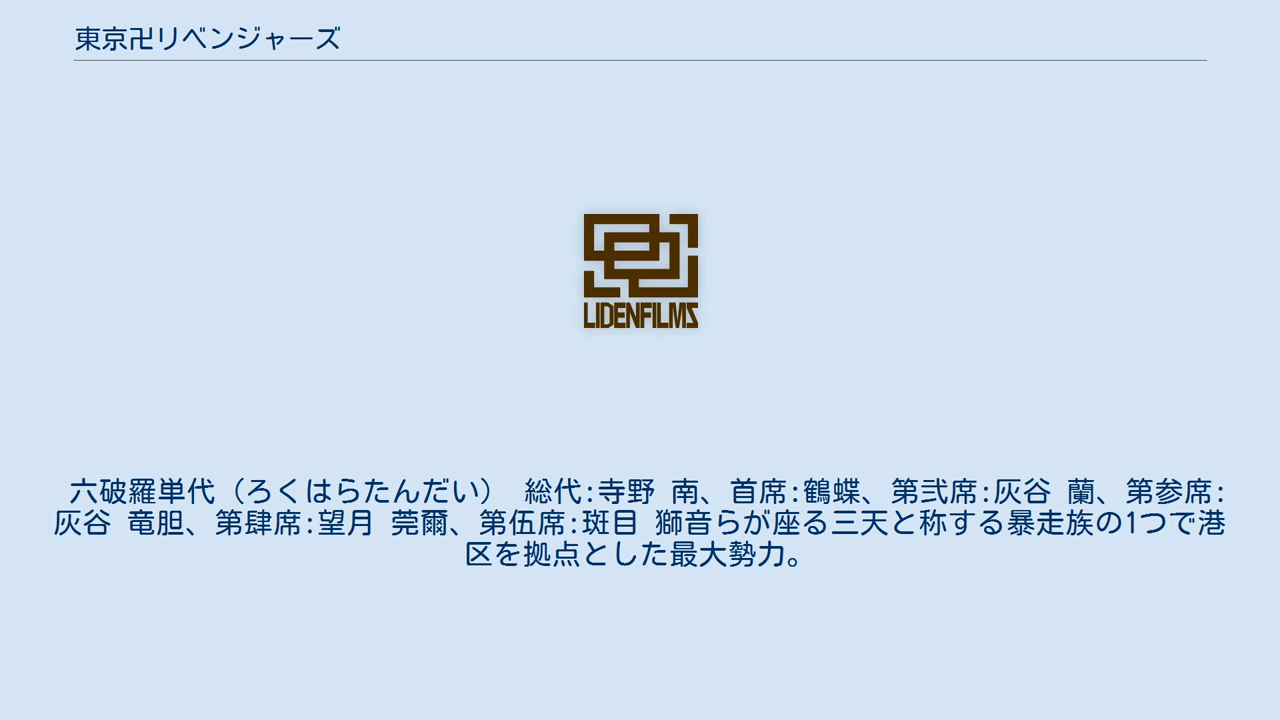 東京卍リベンジャーズ
LIDENFILMS
六破羅単代（ろくはらたんだい） 総代:寺野 南、首席:鶴蝶、第弐席:灰谷 蘭、第参席:
灰谷 竜胆、第肆席:望月 莞爾、第伍席:斑目 獅音らが座る三天と称する暴走族の1つで港
区を拠点とした最大勢力。